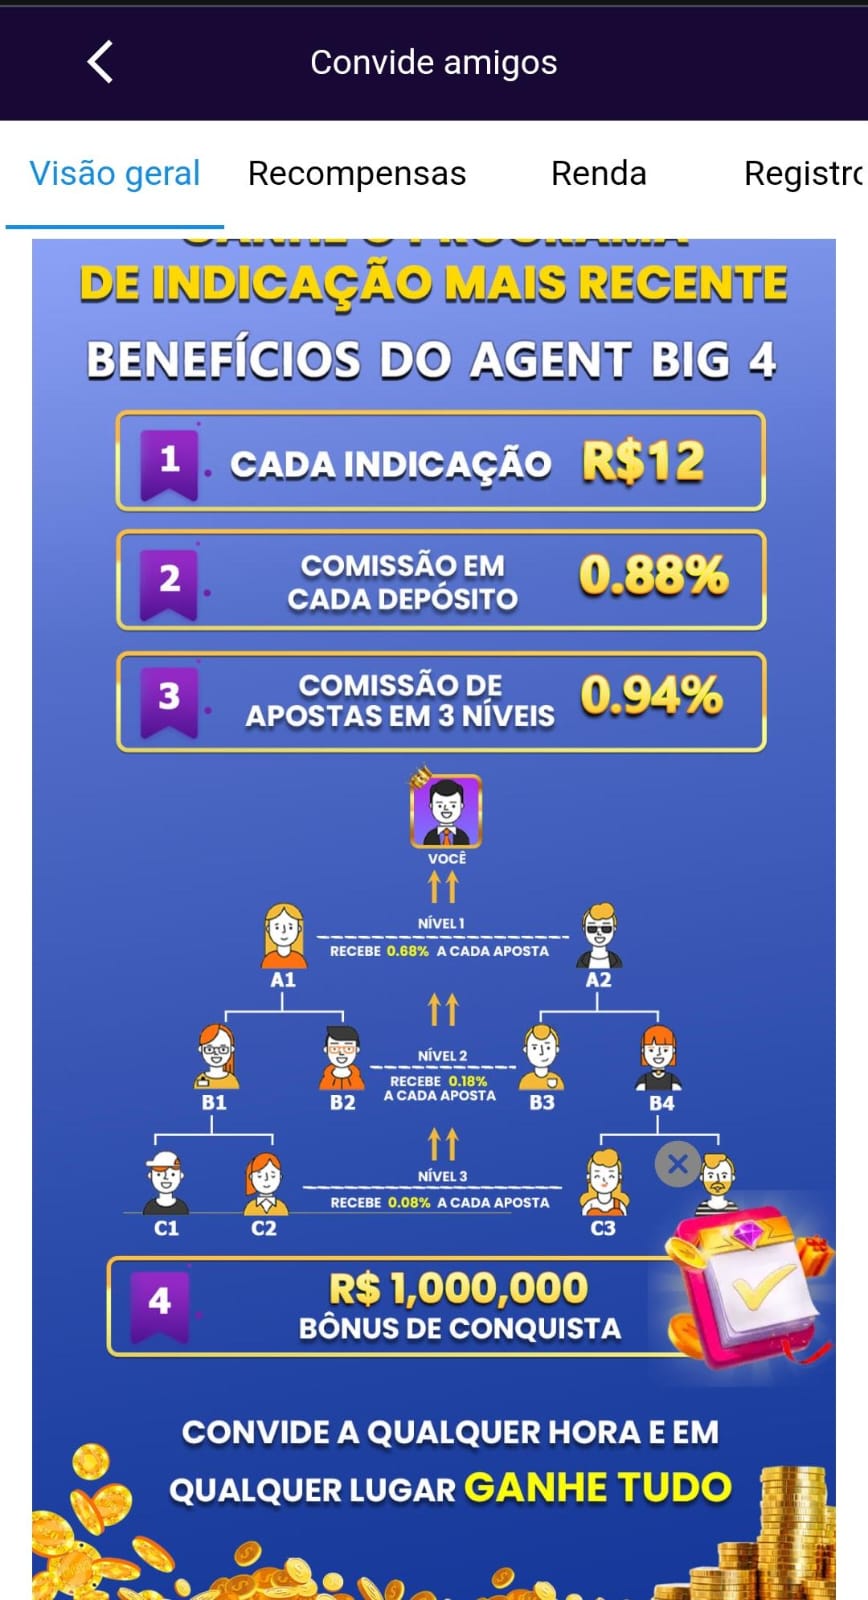 Convide amigos
Visão geral
Recompensas
Renda
Registro
GANHE O PROGRAMA
DE INDICAÇÃO MAIS RECENTE
BENEFÍCIOS DO AGENT BIG 4
1
CADA INDICAÇÃO
R$12
2
COMISSÃO EM
CADA DEPÓSITO
0.88%
3
COMISSÃO DE
APOSTAS EM 3 NÍVEIS
0.94%
VOCÊ
NÍVEL 1
RECEBE 0.68% A CADA APOSTA
A1
A2
NÍVEL 2
RECEBE 0.18%
A CADA APOSTA
B1
B2
B3
B4
NÍVEL 3
RECEBE 0.08% A CADA APOSTA
C1
C2
C3
4
R$ 1,000,000
BÔNUS DE CONQUISTA
CONVIDE A QUALQUER HORA E EM
QUALQUER LUGAR GANHE TUDO